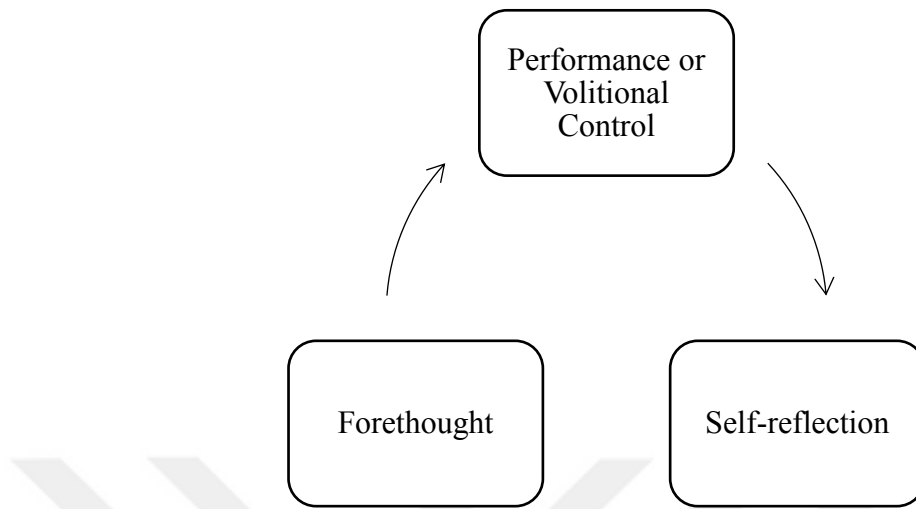 Performance or
Volitional
Control
Forethought
Self-reflection